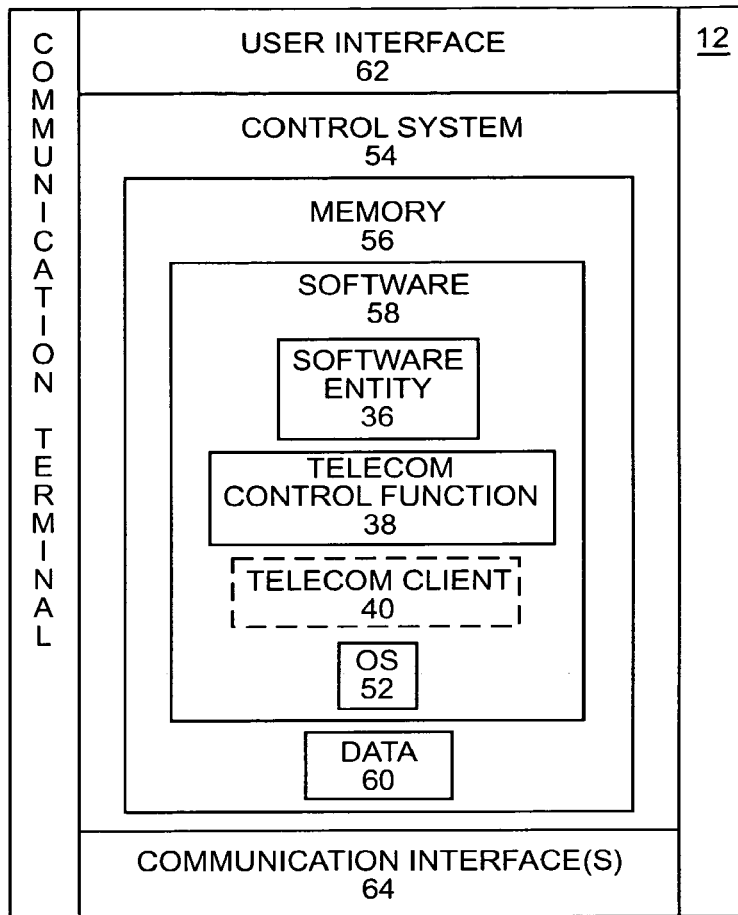 COMMUNICATION TERMINAL
12
USER INTERFACE
62
CONTROL SYSTEM
54
MEMORY
56
SOFTWARE
58
SOFTWARE
ENTITY
36
TELECOM
CONTROL FUNCTION
38
TELECOM CLIENT
40
OS
52
DATA
60
COMMUNICATION INTERFACE(S)
64